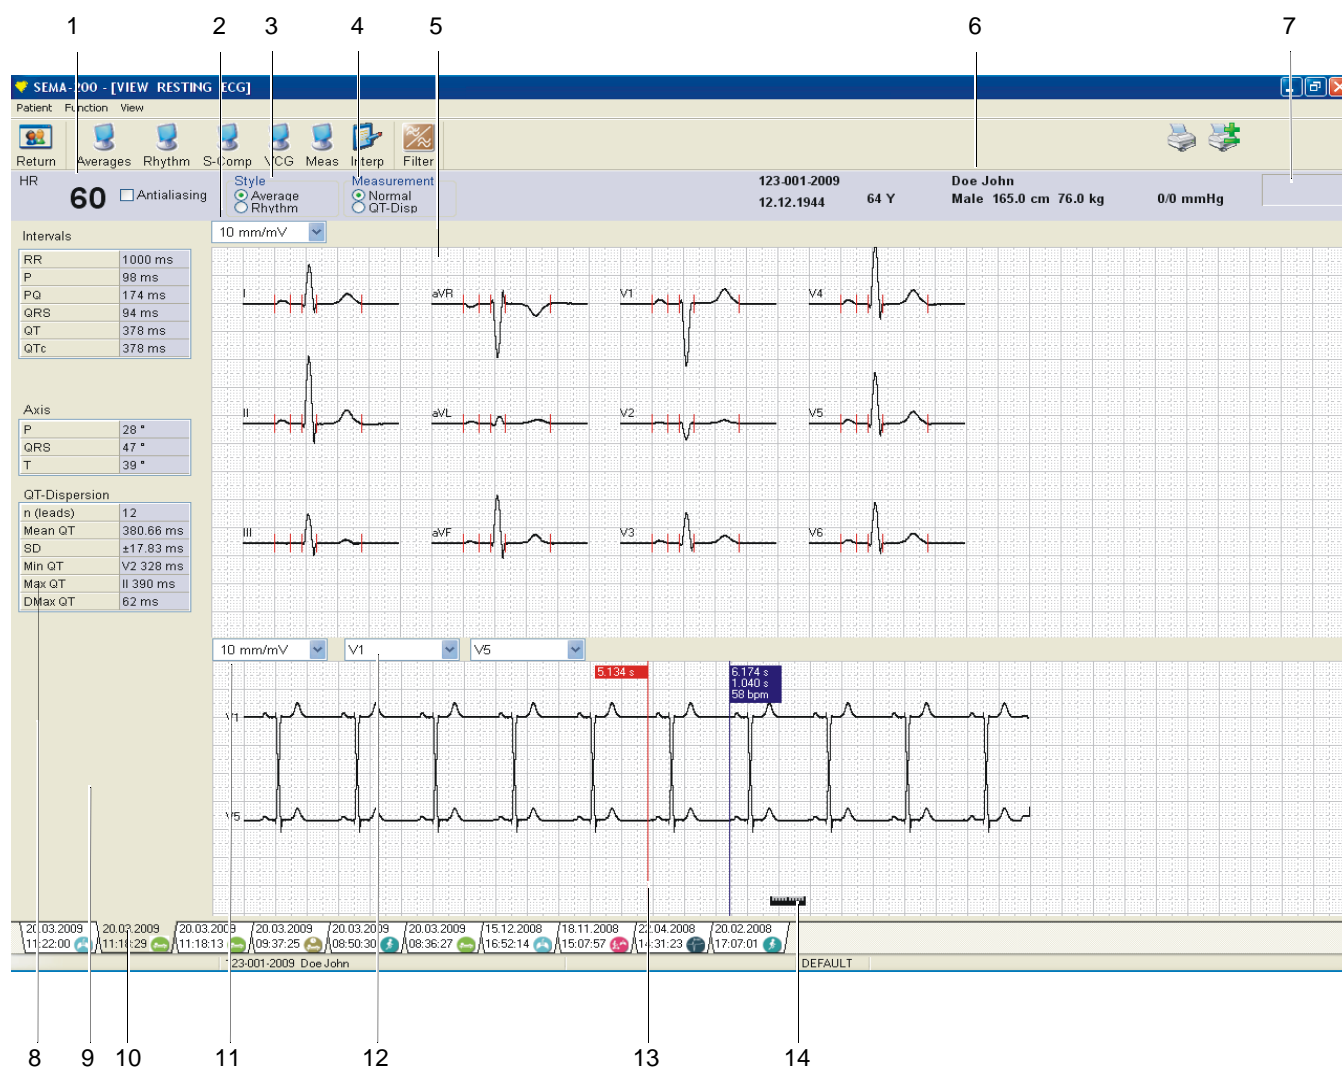 1 2 3 4 5 6 7
SEMA-200 - [VIEW RESTING ECG]
Patient Function View
Return Averages Rhythm S-Comp VCG Meas Interp Filter
HR 60 Antialiasing
Style
Average
Rhythm
Measurement
Normal
QT-Disp
123-001-2009 Doe John
12.12.1944 64 Y Male 165.0 cm 76.0 kg 0/0 mmHg
10 mm/mV
Intervals
RR 1000 ms
P 98 ms
PQ 174 ms
QRS 94 ms
QT 378 ms
QTc 378 ms
Axis
P 28 °
QRS 47 °
T 39 °
QT-Dispersion
n (leads) 12
Mean QT 380.66 ms
SD ±17.83 ms
Min QT V2 328 ms
Max QT II 390 ms
DMax QT 62 ms
I aVR V1 V4
II aVL V2 V5
III aVF V3 V6
10 mm/mV V1 V5
5.134 s
6.174 s
1.040 s
58 bpm
V1
V5
20.03.2009 20.03.2009 20.03.2009 20.03.2009 20.03.2009 20.03.2009 15.12.2008 18.11.2008 22.04.2008 20.02.2008
11:22:00 11:18:29 11:18:13 09:37:25 08:50:30 08:36:27 16:52:14 15:07:57 14:31:23 17:07:01
123-001-2009 Doe John DEFAULT
8 9 10 11 12 13 14